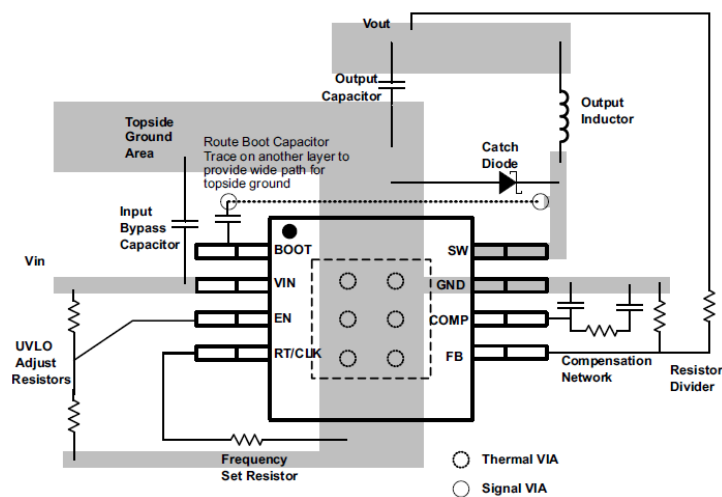 Vout
Output
Capacitor
Output
Inductor
Topside
Ground
Area
Route Boot Capacitor
Trace on another layer to
provide wide path for
topside ground
Catch
Diode
Input
Bypass
Capacitor
BOOT
SW
Vin
VIN
GND
EN
COMP
UVLO
Adjust
Resistors
RT/CLK
FB
Compensation
Network
Resistor
Divider
Frequency
Set Resistor
Thermal VIA
Signal VIA